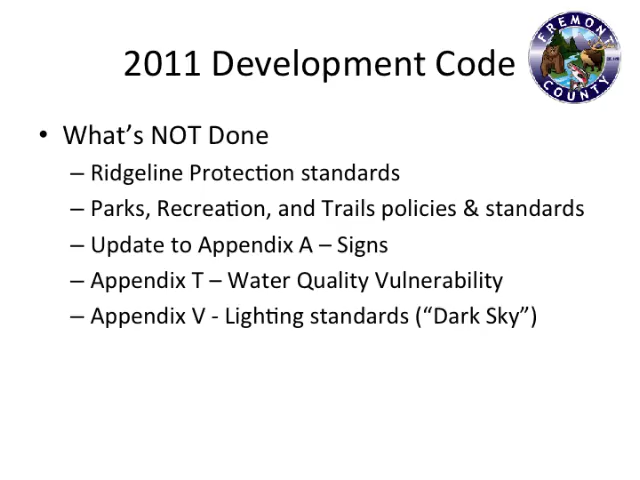 2011 Development Code
FREMONT
COUNTY
• What's NOT Done
– Ridgeline Protection standards
– Parks, Recreation, and Trails policies & standards
– Update to Appendix A – Signs
– Appendix T – Water Quality Vulnerability
– Appendix V - Lighting standards (“Dark Sky”)